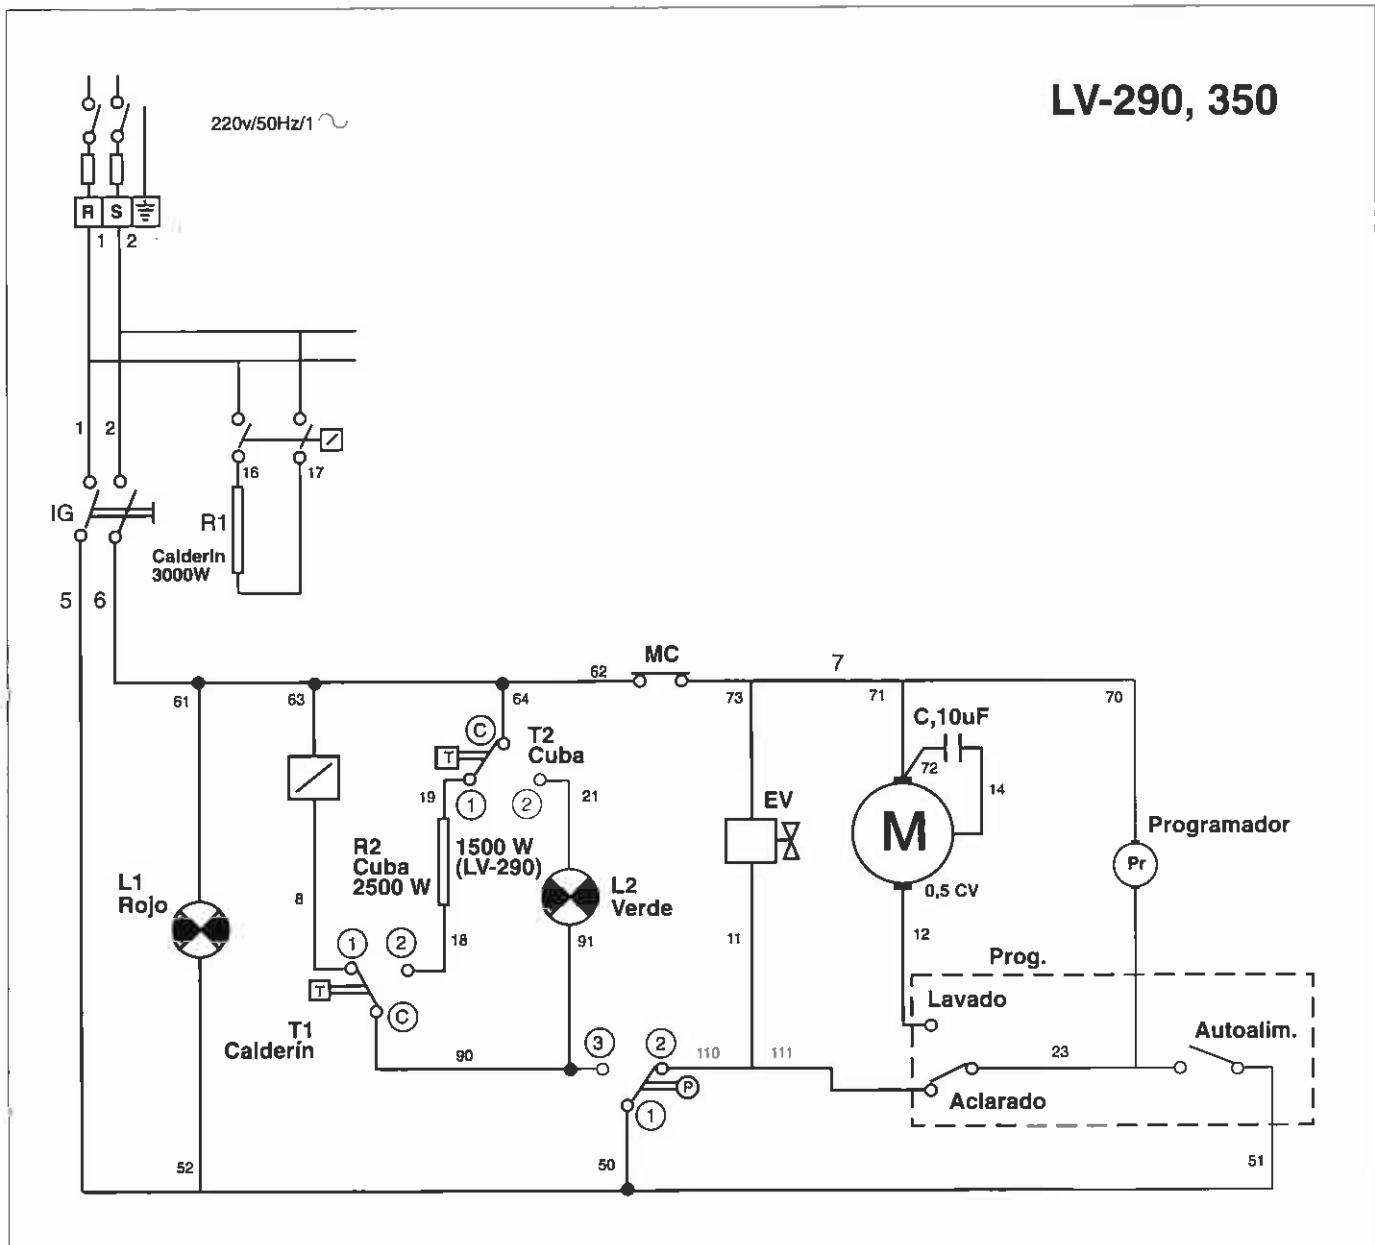 LV-290, 350
220v/50Hz/1
R
S
1
2
1
2
16
17
IG
R1
Calderín
3000W
5
6
62
MC
7
61
63
64
73
71
70
C,10uF
C
T2
Cuba
T
72
19
1
2
21
14
EV
M
Programador
R2
Cuba
2500 W
1500 W
(LV-290)
Pr
L1
Rojo
8
L2
Verde
0,5 CV
1
2
18
91
11
12
Prog.
T
C
Lavado
T1
Calderín
90
3
2
110
111
23
Autoalim.
P
1
Aclarado
52
50
51